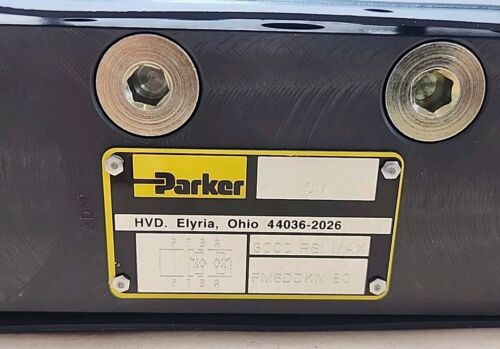 Parker
HVD. Elyria, Ohio 44036-2026
P T B A
3000 PSI MAX
P T B A
FM6DDKN 50